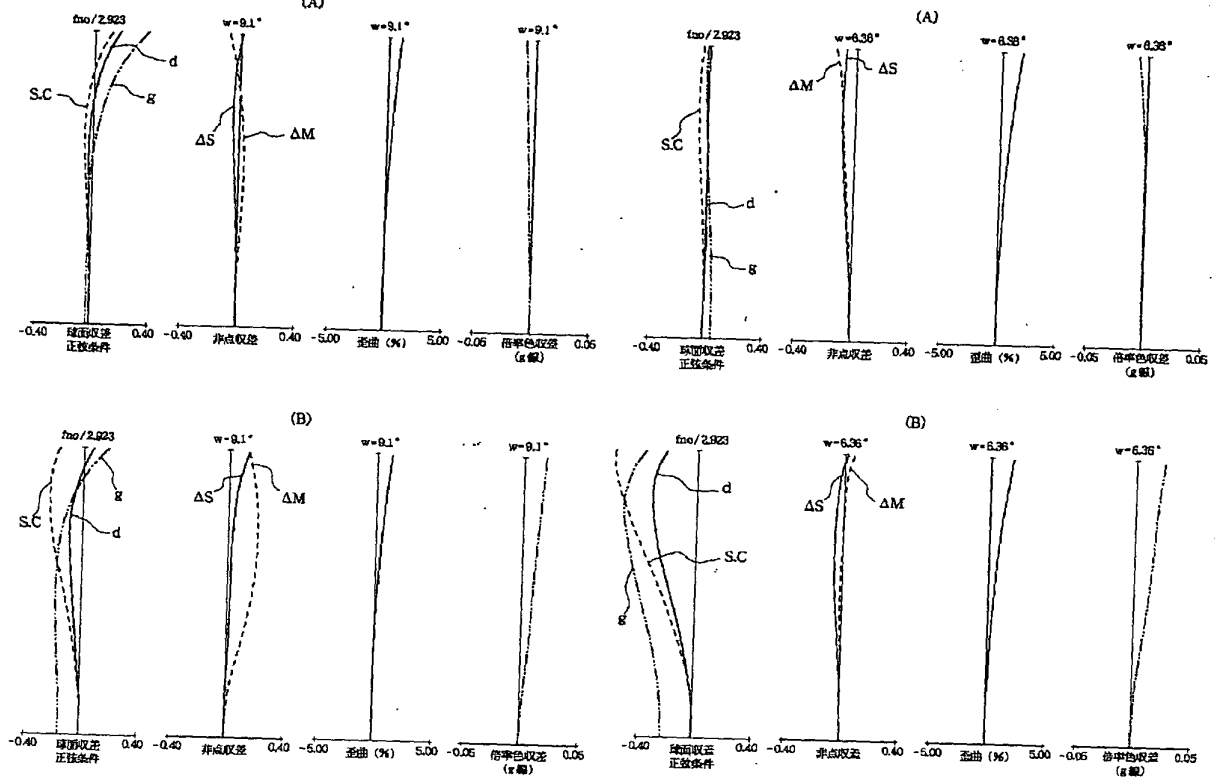 (A)
fno/2.923
d
g
S.C
-0.40
0.40
球面収差
正弦条件
w=9.1°
ΔS
ΔM
-0.40
0.40
非点収差
w=9.1°
-5.00
5.00
歪曲 (%)
w=9.1°
-0.05
0.05
倍率色収差
(g線)
(A)
fno/2.923
S.C
d
g
-0.40
球面収差
正弦条件
w=6.36°
ΔM
ΔS
-0.40
0.40
非点収差
w=6.36°
-5.00
5.00
歪曲 (%)
w=6.36°
-0.05
0.05
倍率色収差
(g線)
(B)
fno/2.923
g
S.C
d
-0.40
0.40
球面収差
正弦条件
w=9.1°
ΔS
ΔM
-0.40
0.40
非点収差
w=9.1°
-5.00
5.00
歪曲 (%)
w=9.1°
-0.05
0.05
倍率色収差
(g線)
(B)
fno/2.923
d
S.C
g
-0.40
0.40
球面収差
正弦条件
w=6.36°
ΔS
ΔM
-0.40
0.40
非点収差
w=6.36°
-5.00
5.00
歪曲 (%)
w=6.36°
-0.05
0.05
倍率色収差
(g線)